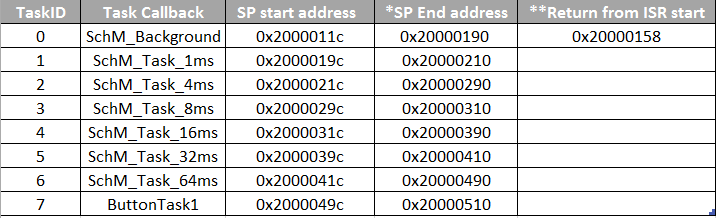 TaskID Task Callback SP start address *SP End address **Return from ISR start
0 SchM_Background 0x2000011c 0x20000190 0x20000158
1 SchM_Task_1ms 0x2000019c 0x20000210
2 SchM_Task_4ms 0x2000021c 0x20000290
3 SchM_Task_8ms 0x2000029c 0x20000310
4 SchM_Task_16ms 0x2000031c 0x20000390
5 SchM_Task_32ms 0x2000039c 0x20000410
6 SchM_Task_64ms 0x2000041c 0x20000490
7 ButtonTask1 0x2000049c 0x20000510